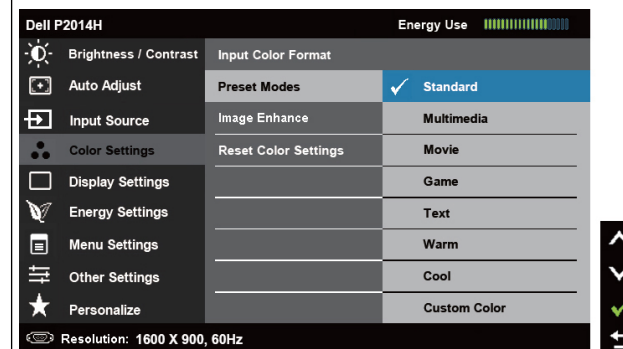 Dell P2014H Energy Use
Brightness / Contrast Input Color Format
Auto Adjust Preset Modes Standard
Input Source Image Enhance Multimedia
Color Settings Reset Color Settings Movie
Display Settings Game
Energy Settings Text
Menu Settings Warm
Other Settings Cool
Personalize Custom Color
Resolution: 1600 X 900, 60Hz